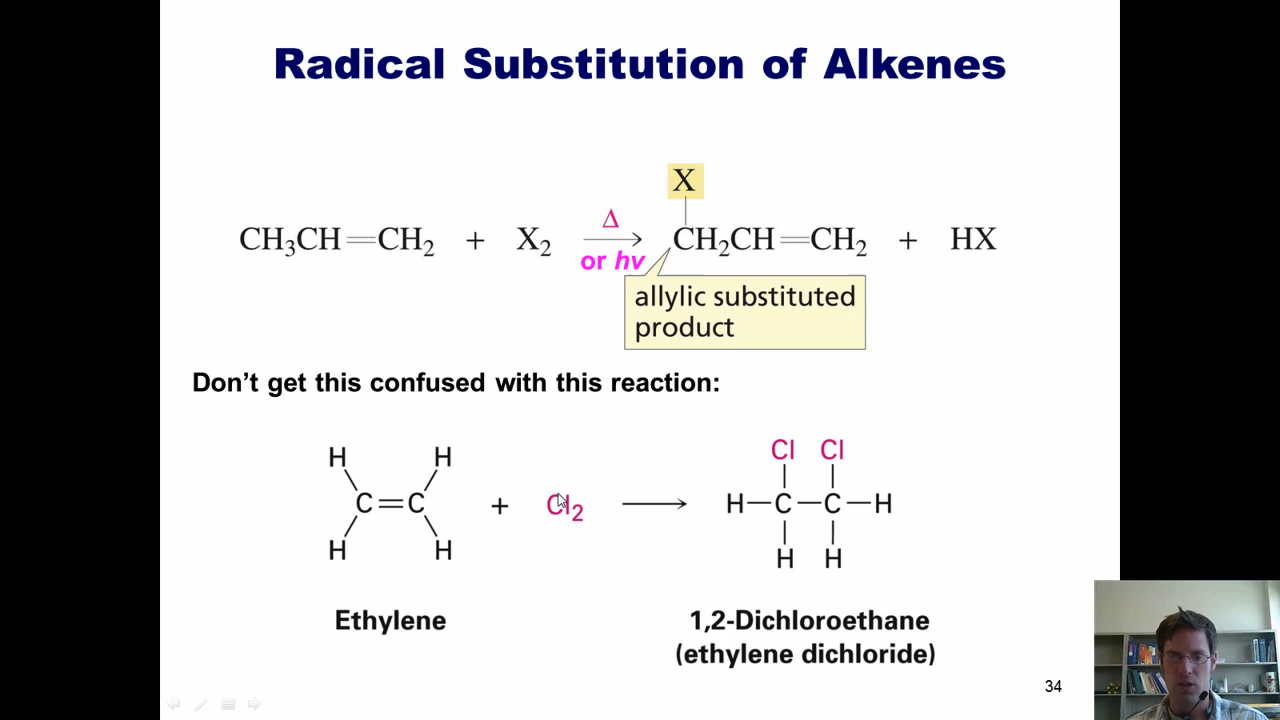 Radical Substitution of Alkenes
X
CH₃CH=CH₂ + X₂ Δ or hν → CH₂CH=CH₂ + HX
allylic substituted
product
Don't get this confused with this reaction:
H H Cl Cl
C=C + Cl₂ → H–C–C–H
H H H H
Ethylene 1,2-Dichloroethane
(ethylene dichloride)
34